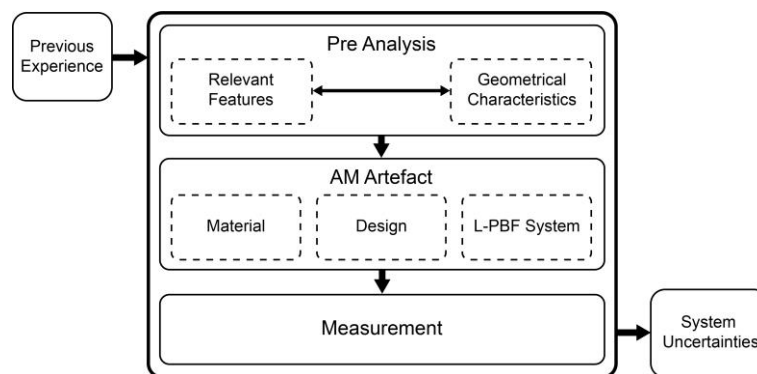 Previous
Experience
Pre Analysis
Relevant
Features
Geometrical
Characteristics
AM Artefact
Material
Design
L-PBF System
Measurement
System
Uncertainties